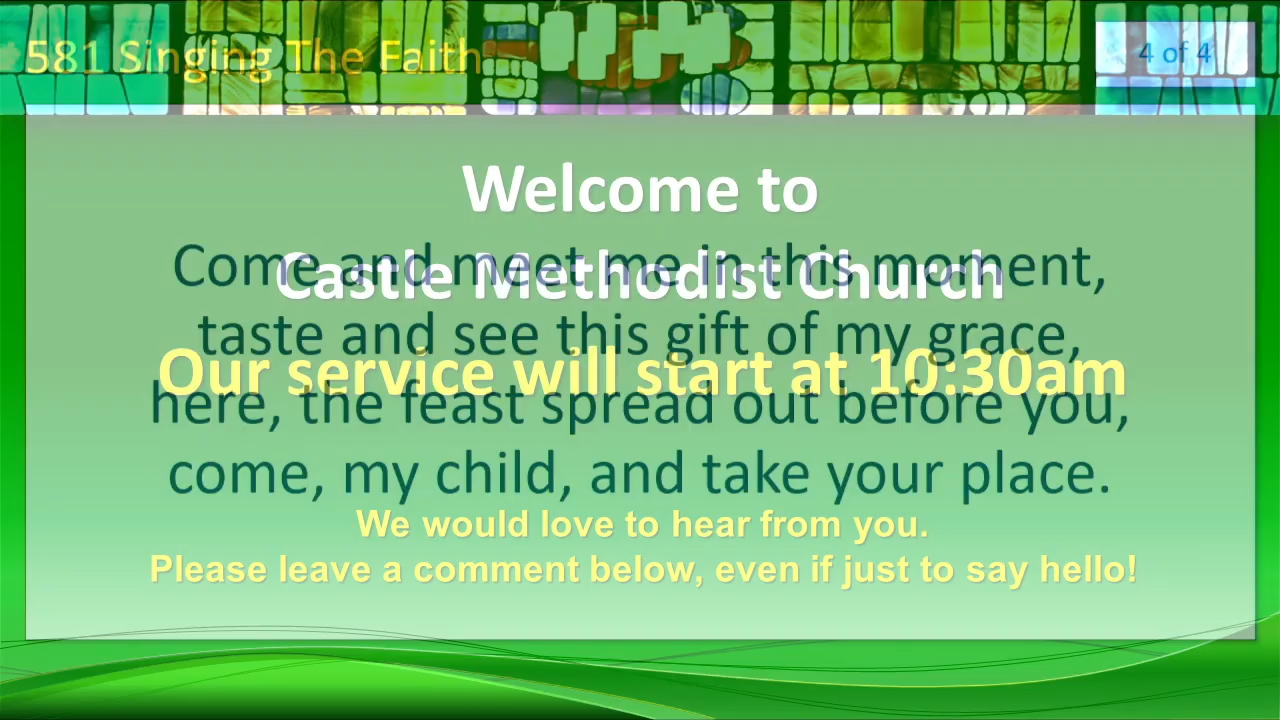 581 Singing The Faith
4 of 4
Welcome to
Castle Methodist Church
Our service will start at 10:30am
Come and meet me in this moment,
taste and see this gift of my grace,
here, the feast spread out before you,
come, my child, and take your place.
We would love to hear from you.
Please leave a comment below, even if just to say hello!